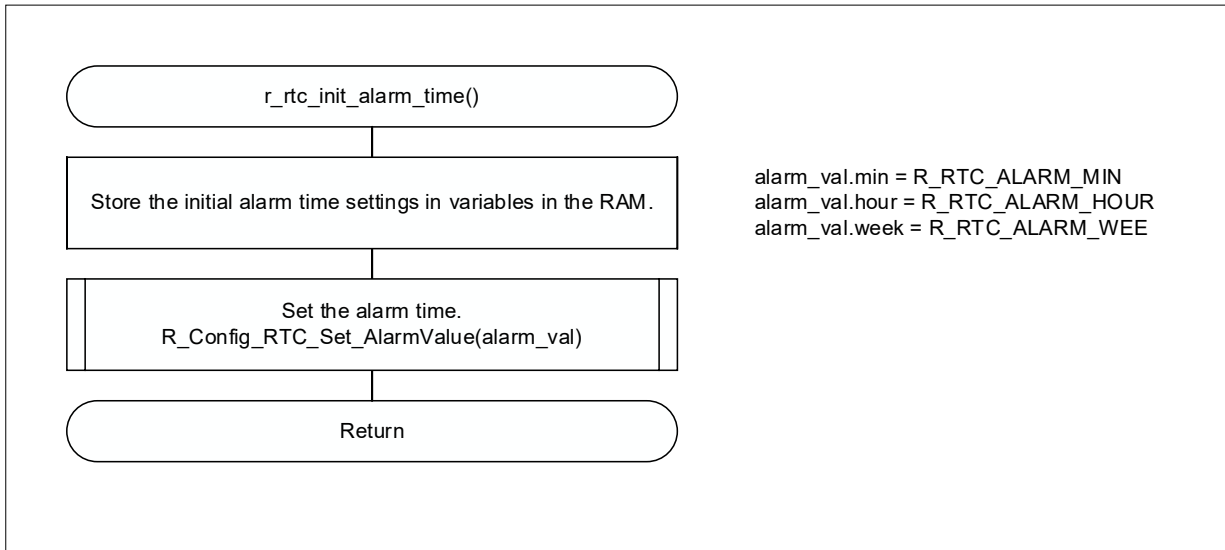 r_rtc_init_alarm_time()
Store the initial alarm time settings in variables in the RAM.
alarm_val.min = R_RTC_ALARM_MIN
alarm_val.hour = R_RTC_ALARM_HOUR
alarm_val.week = R_RTC_ALARM_WEE
Set the alarm time.
R_Config_RTC_Set_AlarmValue(alarm_val)
Return